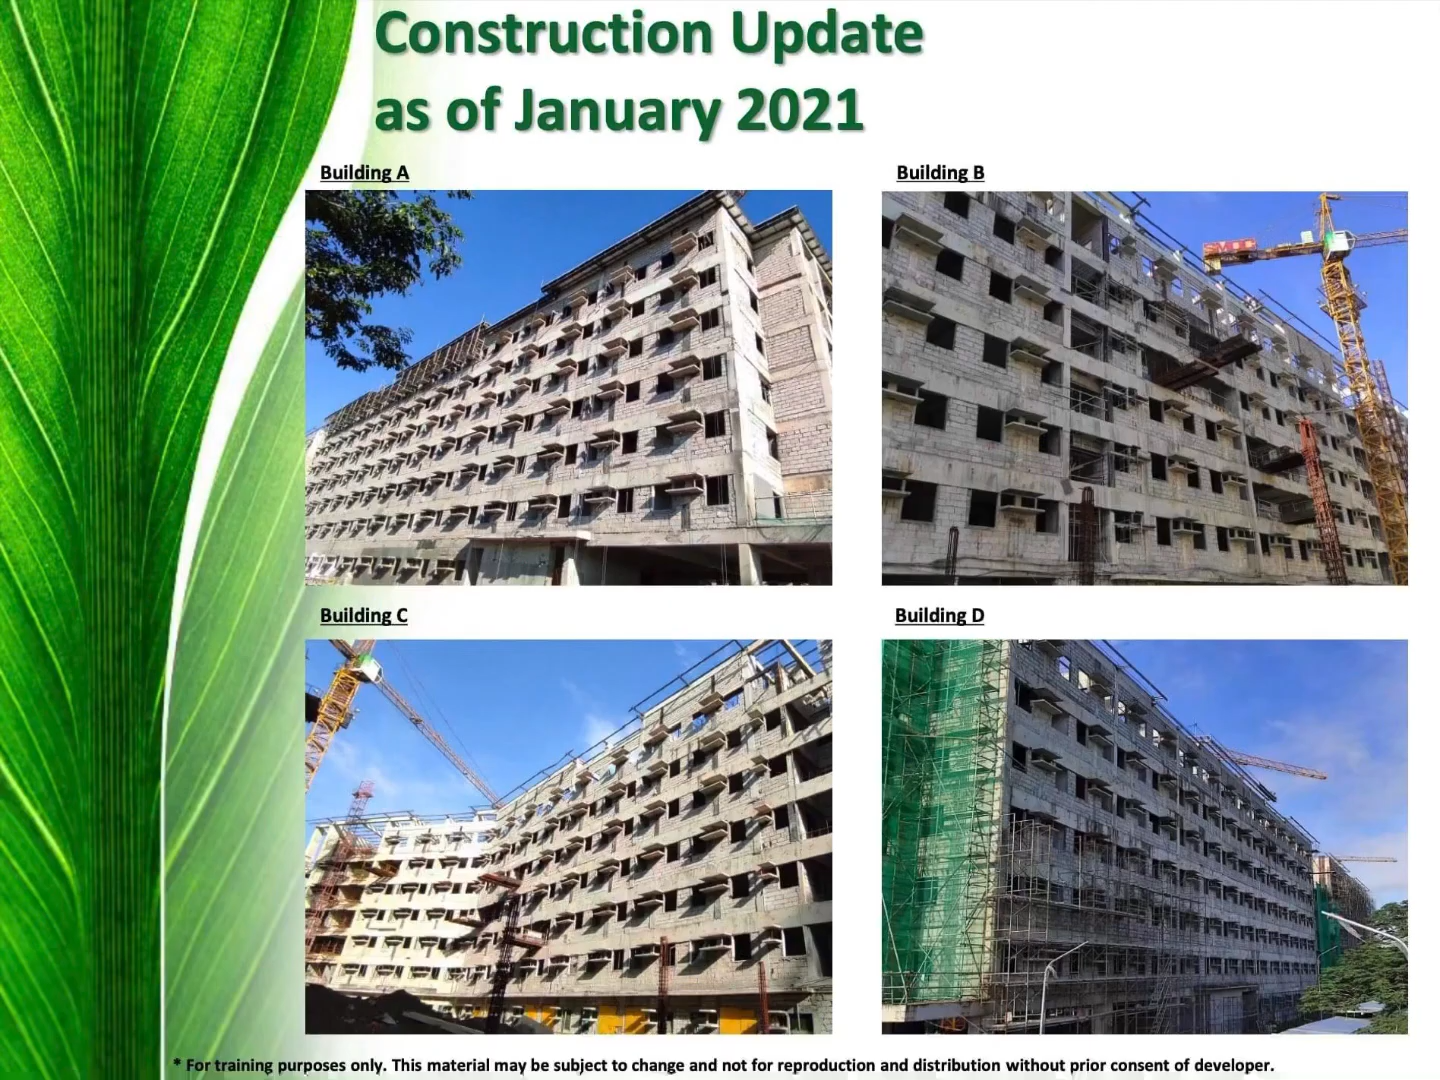 Construction Update
as of January 2021
Building A
Building B
Building C
Building D
* For training purposes only. This material may be subject to change and not for reproduction and distribution without prior consent of developer.